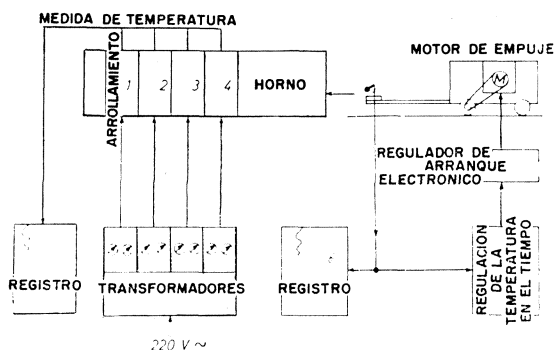 MEDIDA DE TEMPERATURA
ARROLLAMIENTO
1 2 3 4 HORNO
MOTOR DE EMPUJE
M
REGULADOR DE
ARRANQUE
ELECTRONICO
REGISTRO
TRANSFORMADORES
REGISTRO
REGULACION
DE LA
TEMPERATURA
EN EL TIEMPO
220 V ~